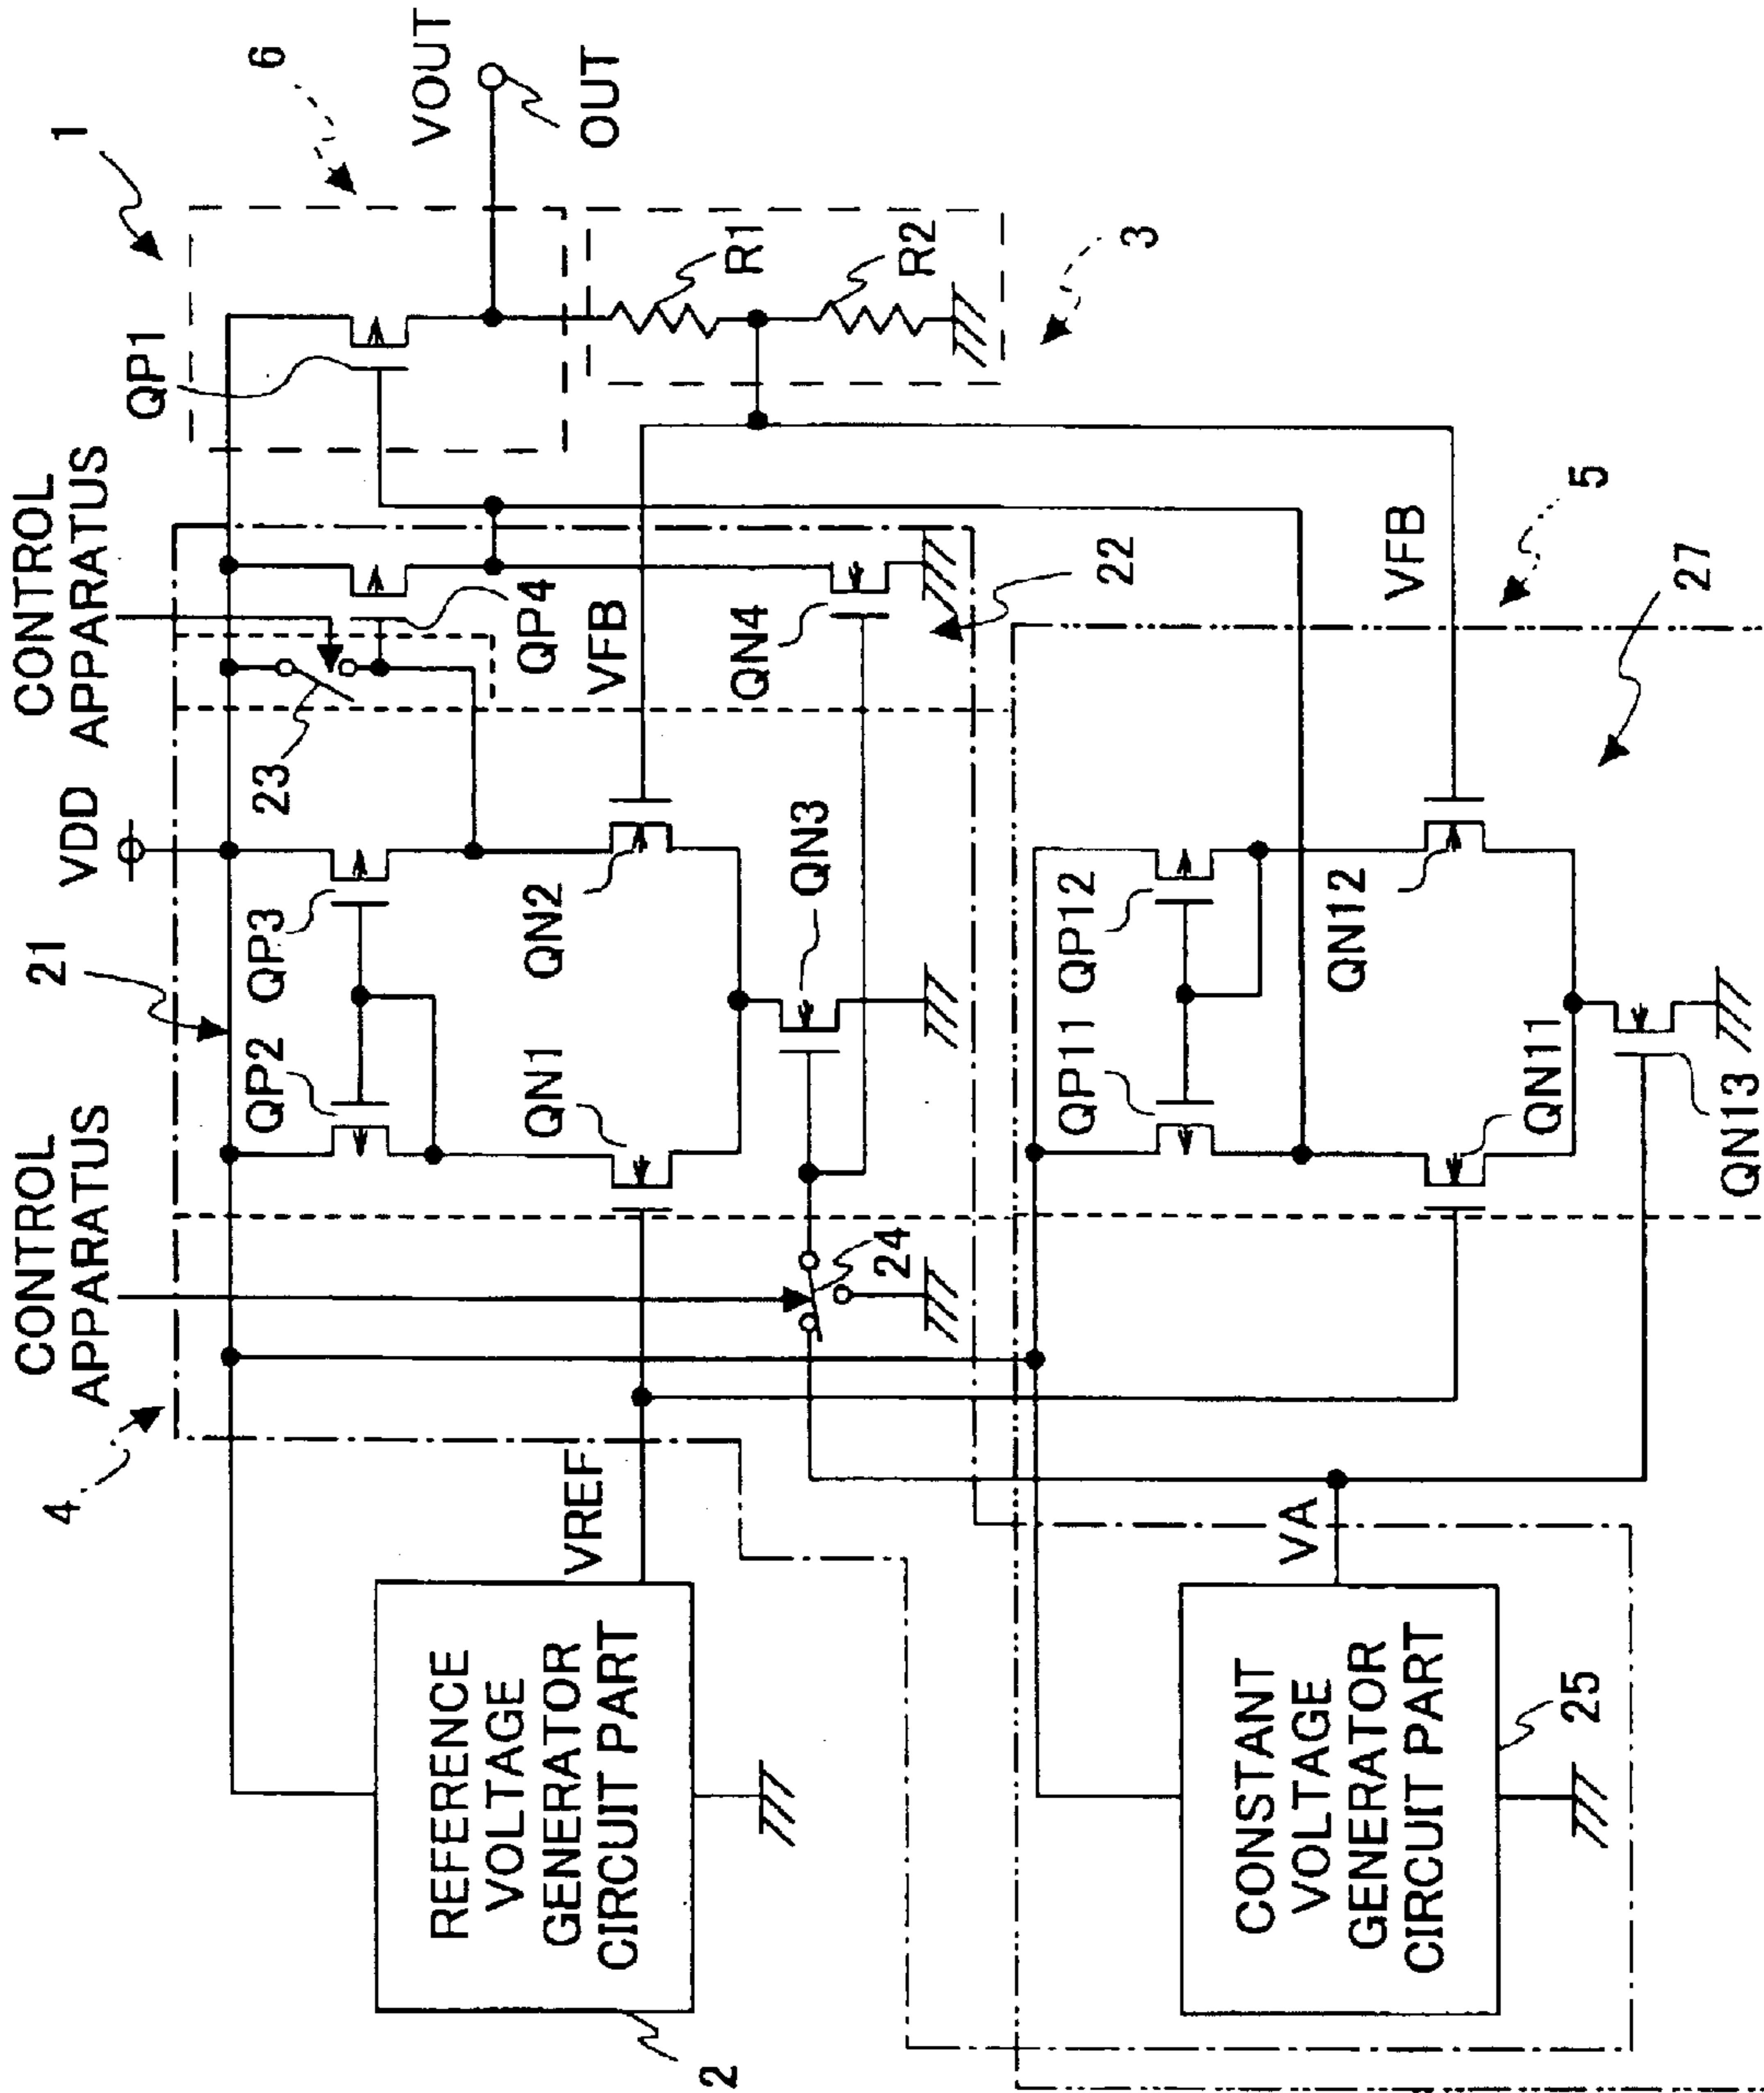 CONTROL
APPARATUS
CONTROL
APPARATUS
VDD
1
6
VOUT
OUT
QP1
21
23
4
QP2
QP3
QP4
VFB
R1
R2
3
VREF
QN1
QN2
QN3
QN4
22
24
REFERENCE
VOLTAGE
GENERATOR
CIRCUIT PART
2
5
VFB
27
QP11
QP12
QN11
QN12
QN13
VA
CONSTANT
VOLTAGE
GENERATOR
CIRCUIT PART
25